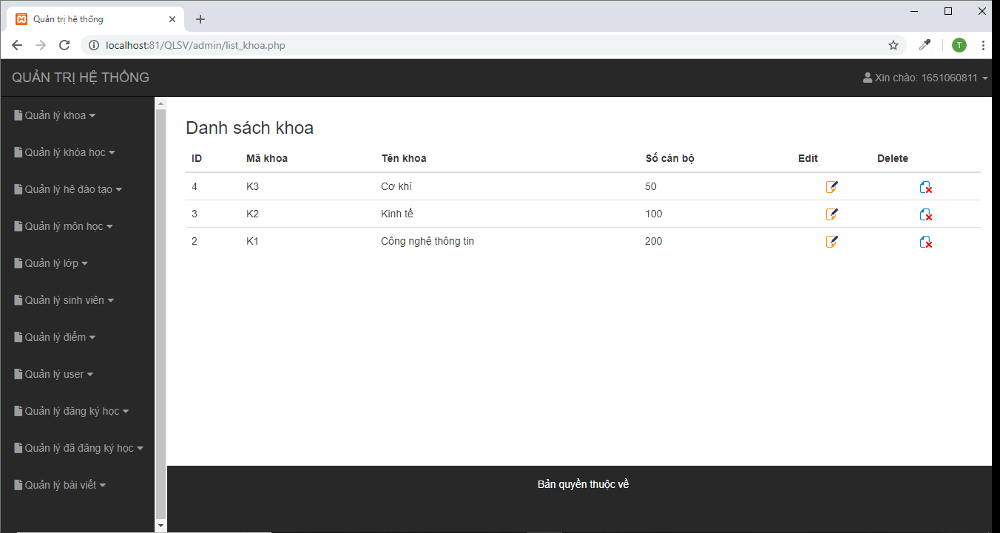 Quản trị hệ thống
localhost:81/QLSV/admin/list_khoa.php
T
QUẢN TRỊ HỆ THỐNG
Xin chào: 1651060811
Quản lý khoa
Quản lý khóa học
Quản lý hệ đào tạo
Quản lý môn học
Quản lý lớp
Quản lý sinh viên
Quản lý điểm
Quản lý user
Quản lý đăng ký học
Quản lý đã đăng ký học
Quản lý bài viết
Danh sách khoa
ID Mã khoa Tên khoa Số cán bộ Edit Delete
4 K3 Cơ khí 50
3 K2 Kinh tế 100
2 K1 Công nghệ thông tin 200
Bản quyền thuộc về